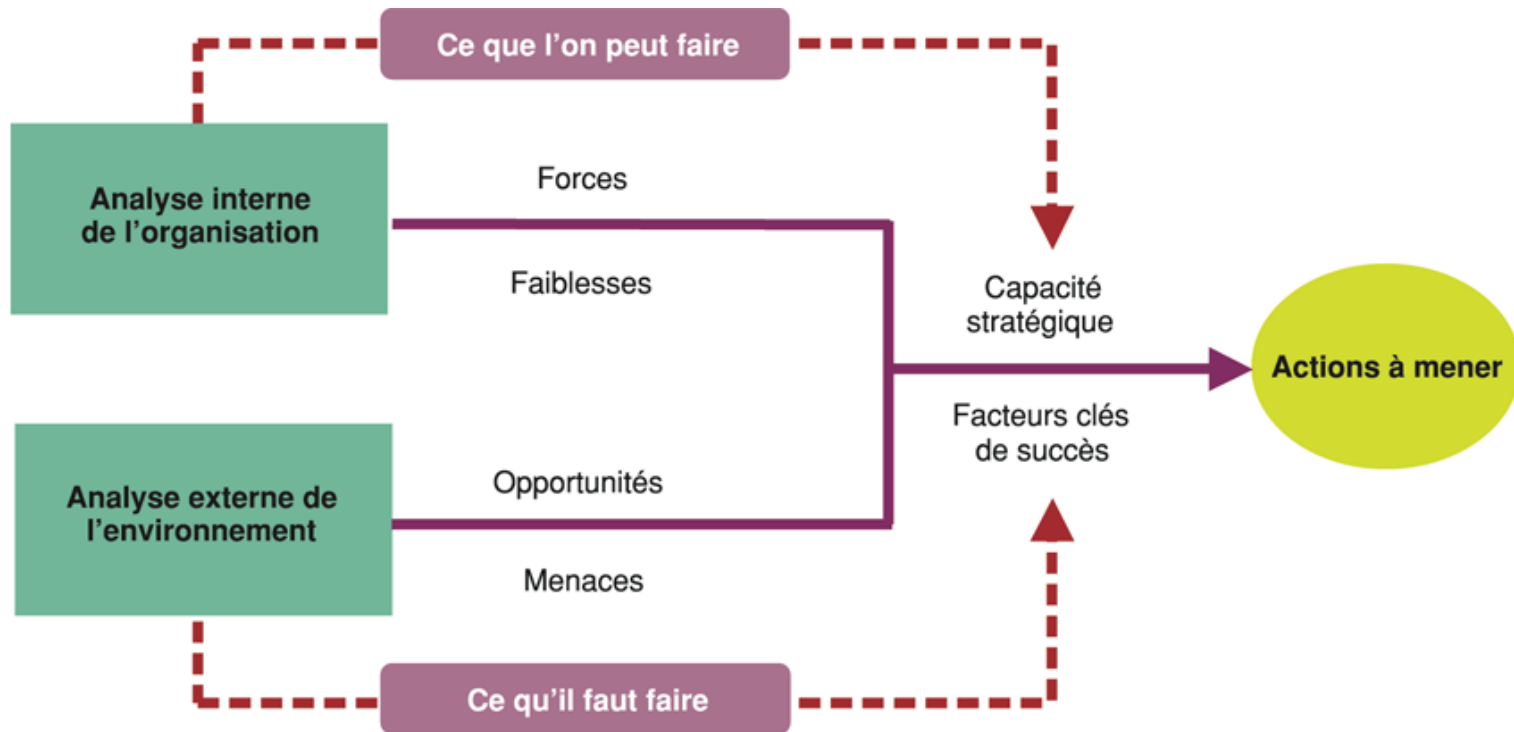 Ce que l’on peut faire
Analyse interne
de l’organisation
Forces
Faiblesses
Capacité
stratégique
Actions à mener
Facteurs clés
de succès
Analyse externe de
l’environnement
Opportunités
Menaces
Ce qu’il faut faire